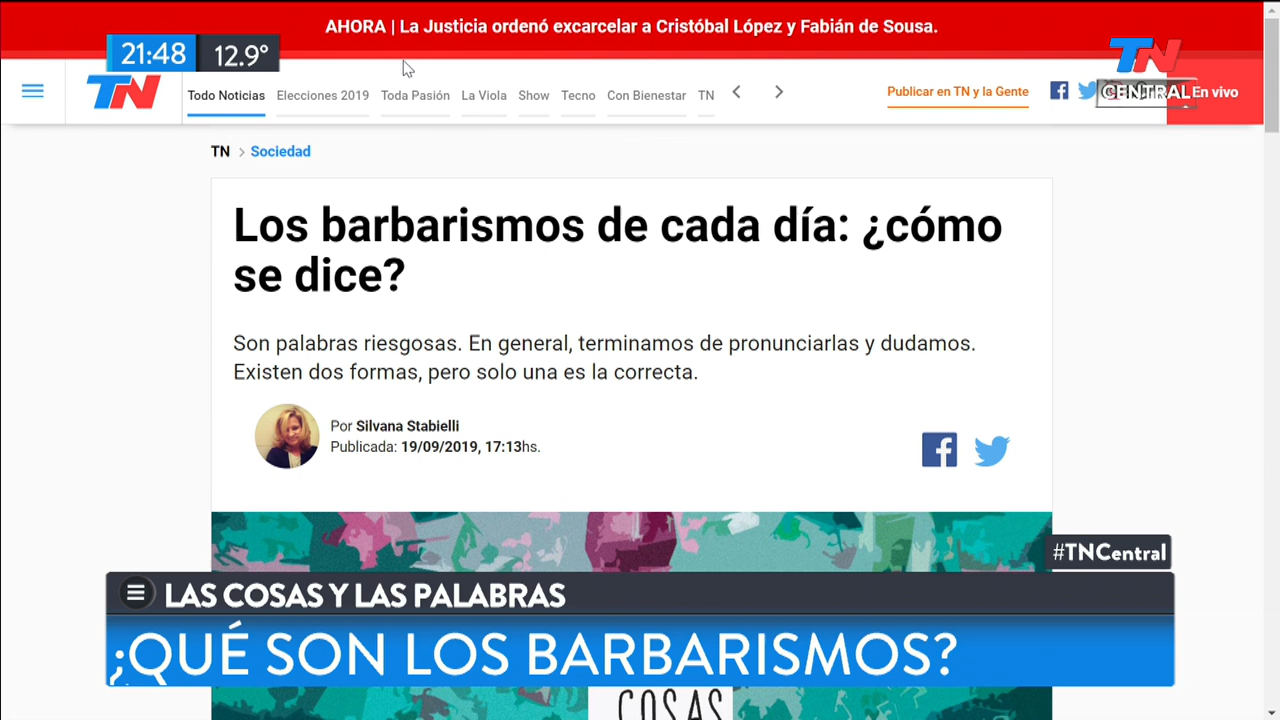 AHORA | La Justicia ordenó excarcelar a Cristóbal López y Fabián de Sousa.
21:48 12.9°
TN
TN
Todo Noticias Elecciones 2019 Toda Pasión La Viola Show Tecno Con Bienestar TN
Publicar en TN y la Gente
CENTRAL
En vivo
TN > Sociedad
Los barbarismos de cada día: ¿cómo
se dice?
Son palabras riesgosas. En general, terminamos de pronunciarlas y dudamos.
Existen dos formas, pero solo una es la correcta.
Por Silvana Stabielli
Publicada: 19/09/2019, 17:13hs.
#TNCentral
LAS COSAS Y LAS PALABRAS
¿QUÉ SON LOS BARBARISMOS?
COSAS